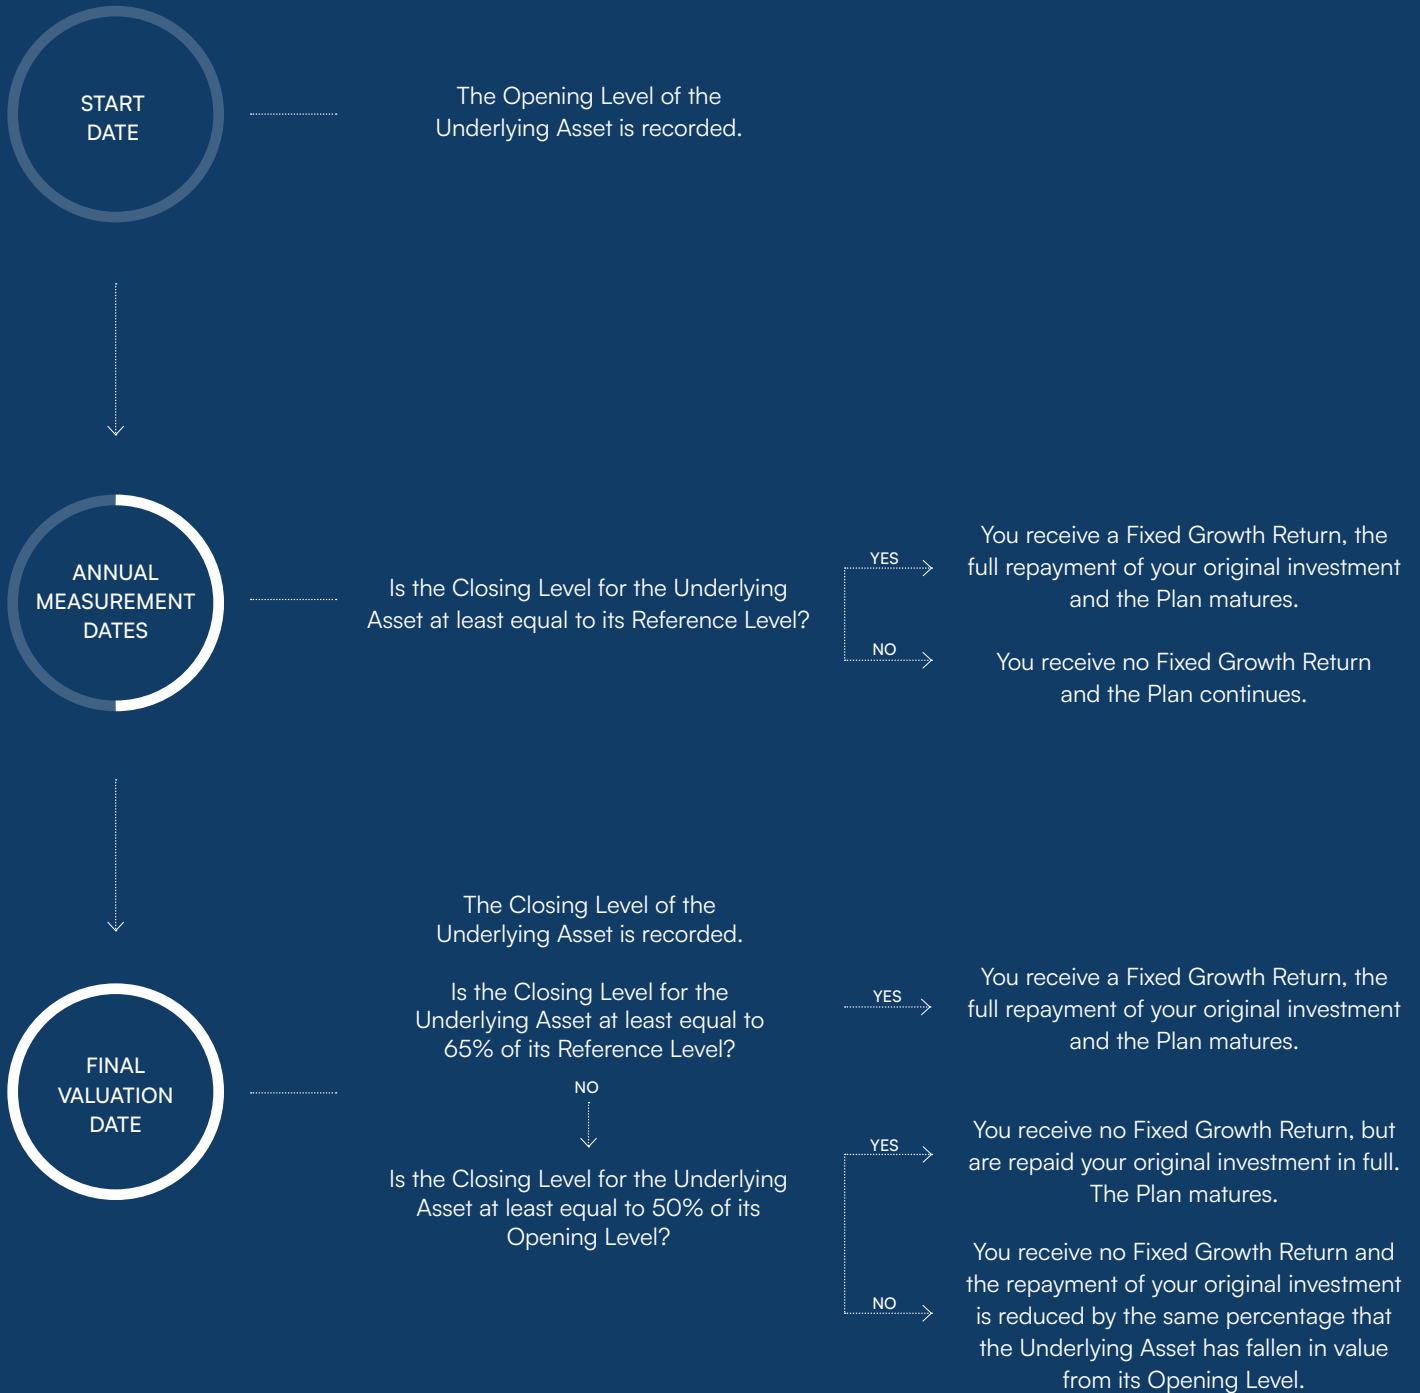 START
DATE
The Opening Level of the
Underlying Asset is recorded.
ANNUAL
MEASUREMENT
DATES
Is the Closing Level for the Underlying
Asset at least equal to its Reference Level?
YES
You receive a Fixed Growth Return, the
full repayment of your original investment
and the Plan matures.
NO
You receive no Fixed Growth Return
and the Plan continues.
FINAL
VALUATION
DATE
The Closing Level of the
Underlying Asset is recorded.
Is the Closing Level for the
Underlying Asset at least equal to
65% of its Reference Level?
YES
You receive a Fixed Growth Return, the
full repayment of your original investment
and the Plan matures.
NO
Is the Closing Level for the Underlying
Asset at least equal to 50% of its
Opening Level?
YES
You receive no Fixed Growth Return, but
are repaid your original investment in full.
The Plan matures.
NO
You receive no Fixed Growth Return and
the repayment of your original investment
is reduced by the same percentage that
the Underlying Asset has fallen in value
from its Opening Level.